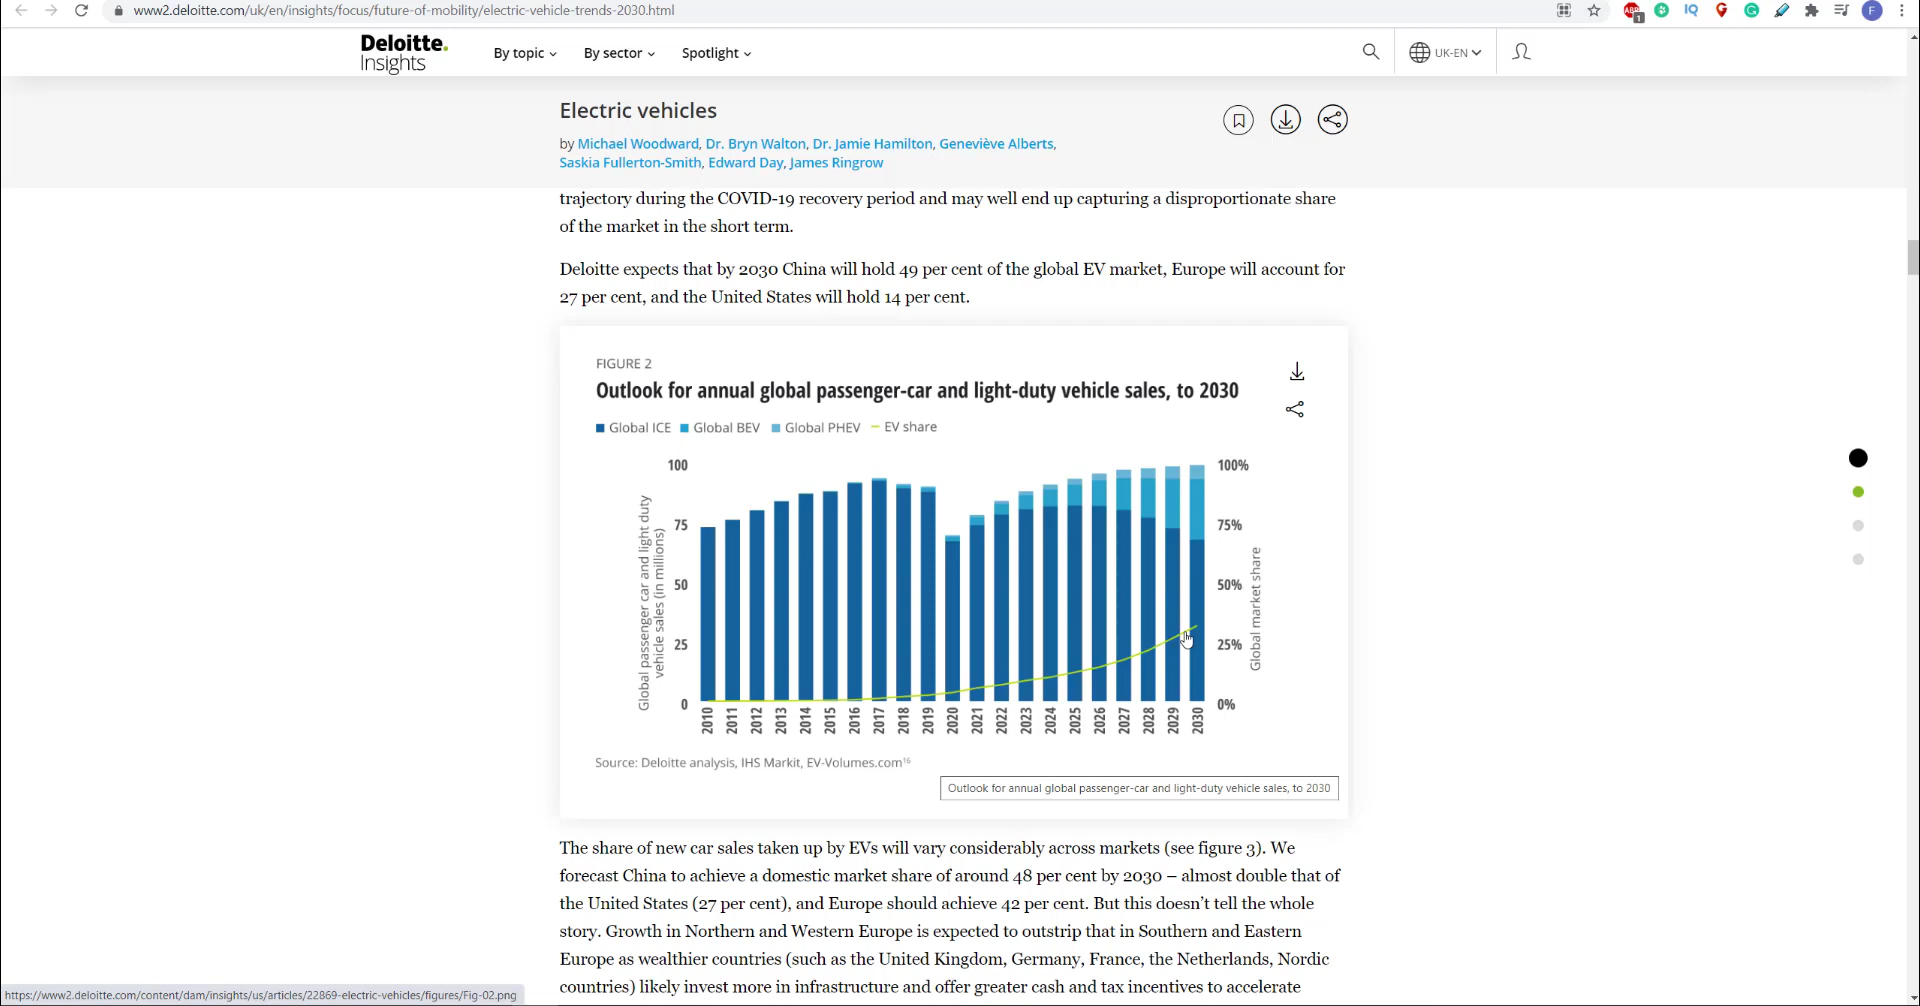 www2.deloitte.com/uk/en/insights/focus/future-of-mobility/electric-vehicle-trends-2030.html
ABP 1
IQ
G
F
Deloitte.
Insights
By topic
By sector
Spotlight
UK-EN
Electric vehicles
by Michael Woodward, Dr. Bryn Walton, Dr. Jamie Hamilton, Geneviève Alberts,
Saskia Fullerton-Smith, Edward Day, James Ringrow
trajectory during the COVID-19 recovery period and may well end up capturing a disproportionate share
of the market in the short term.
Deloitte expects that by 2030 China will hold 49 per cent of the global EV market, Europe will account for
27 per cent, and the United States will hold 14 per cent.
FIGURE 2
Outlook for annual global passenger-car and light-duty vehicle sales, to 2030
Global ICE Global BEV Global PHEV EV share
Global passenger car and light duty
vehicle sales (in millions)
100
75
50
25
0
100%
75%
50%
25%
0%
Global market share
2010 2011 2012 2013 2014 2015 2016 2017 2018 2019 2020 2021 2022 2023 2024 2025 2026 2027 2028 2029 2030
Source: Deloitte analysis, IHS Markit, EV-Volumes.com¹⁶
Outlook for annual global passenger-car and light-duty vehicle sales, to 2030
The share of new car sales taken up by EVs will vary considerably across markets (see figure 3). We
forecast China to achieve a domestic market share of around 48 per cent by 2030 – almost double that of
the United States (27 per cent), and Europe should achieve 42 per cent. But this doesn't tell the whole
story. Growth in Northern and Western Europe is expected to outstrip that in Southern and Eastern
Europe as wealthier countries (such as the United Kingdom, Germany, France, the Netherlands, Nordic
countries) likely invest more in infrastructure and offer greater cash and tax incentives to accelerate
https://www2.deloitte.com/content/dam/insights/us/articles/22869-electric-vehicles/figures/Fig-02.png